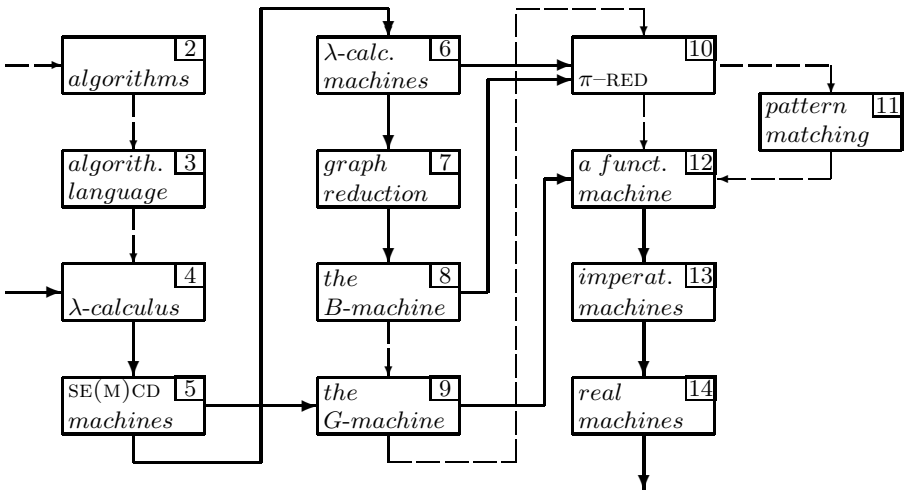 2
algorithms
algorith. 3
language
4
λ-calculus
SE(M)CD 5
machines
λ-calc. 6
machines
graph 7
reduction
the 8
B-machine
the 9
G-machine
10
π–RED
pattern 11
matching
a funct. 12
machine
imperat. 13
machines
real 14
machines